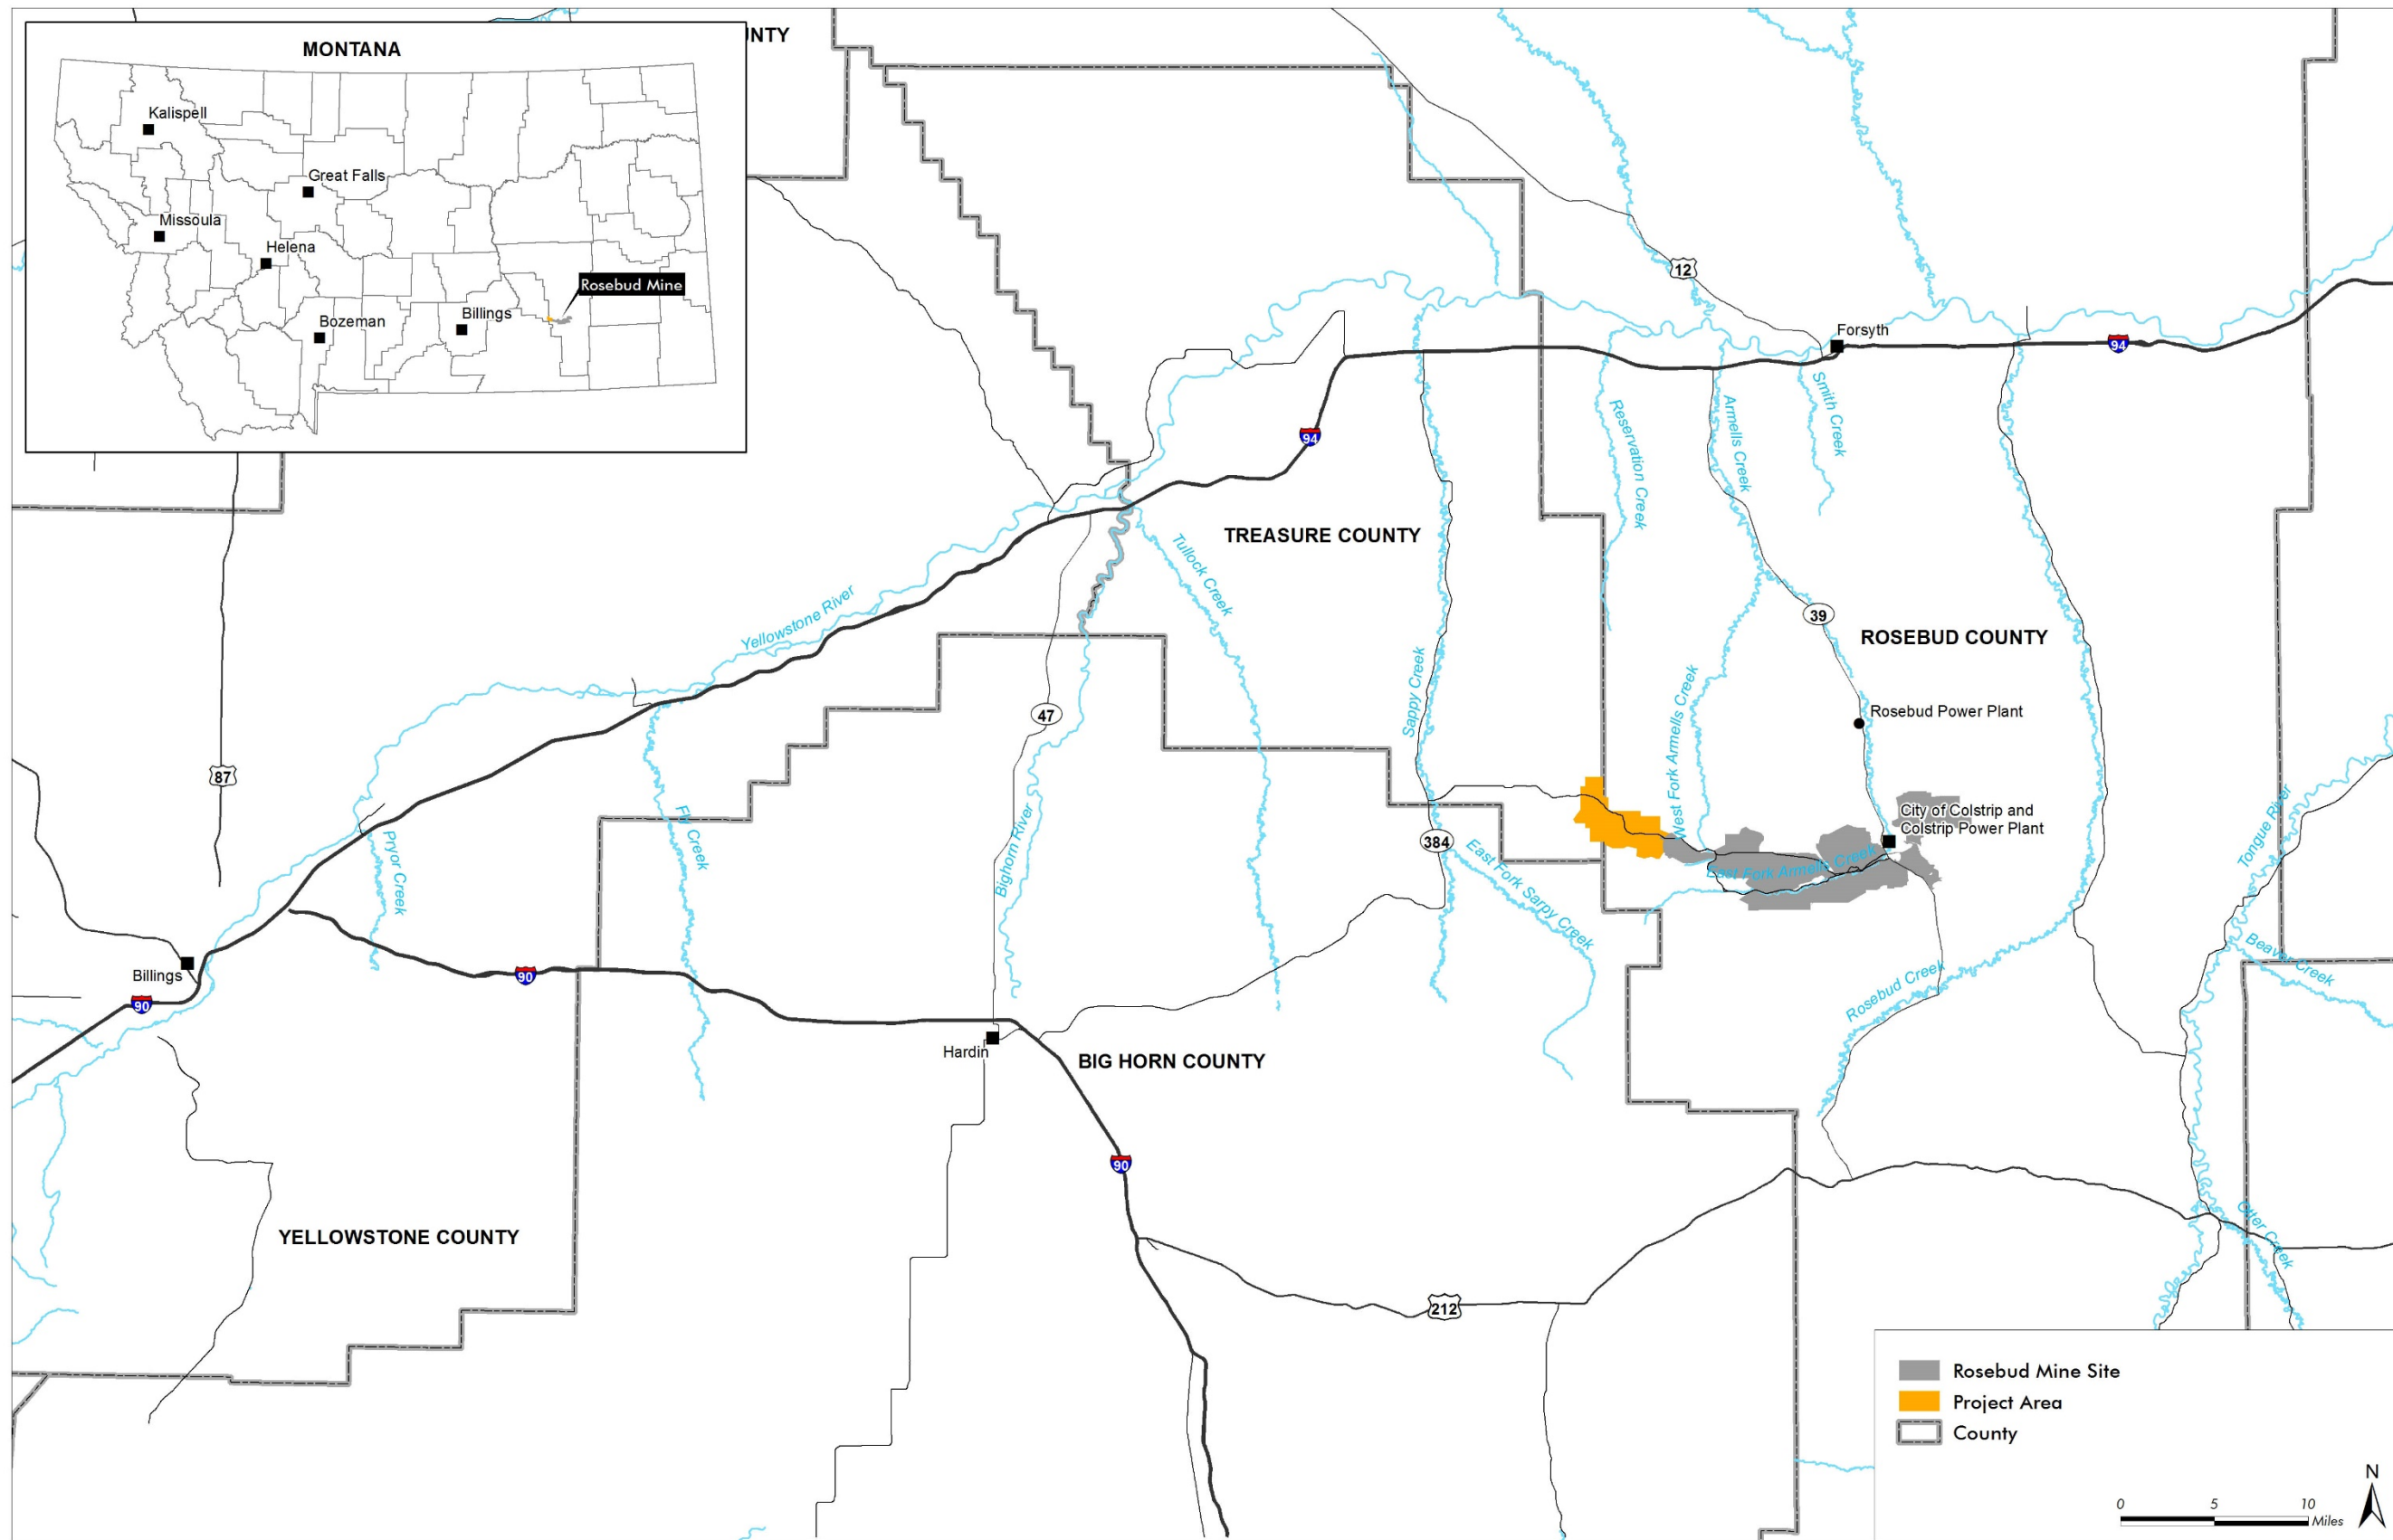 MONTANA
Kalispell
Great Falls
Missoula
Helena
Rosebud Mine
Bozeman
Billings
NTY
12
Forsyth
94
94
Smith Creek
Armells Creek
Reservation Creek
TREASURE COUNTY
Tullock Creek
Yellowstone River
39
ROSEBUD COUNTY
Sappy Creek
West Fork Armells Creek
47
Rosebud Power Plant
87
City of Colstrip and
Colstrip Power Plant
Fly Creek
Pryor Creek
Bighorn River
384
East Fork Armells Creek
East Fork Sarpy Creek
Tongue River
Beaver Creek
Rosebud Creek
Billings
90
90
Hardin
BIG HORN COUNTY
90
YELLOWSTONE COUNTY
Otter Creek
212
Rosebud Mine Site
Project Area
County
N
0 5 10
Miles